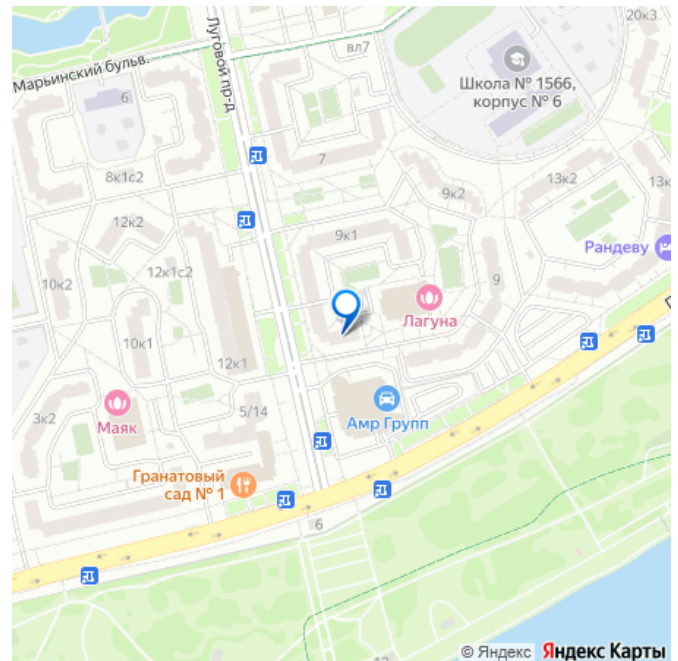 20к3
Марьинский бульв.
Луговой пр-д
вл7
Школа № 1566,
корпус № 6
6
7
8к1с2
9к2
13к2
13к
12к2
9к1
Рандеву
10к2
12к1с2
9
Лагуна
10к1
12к1
3к2
Маяк
5/14
Амр Групп
Гранатовый
сад № 1
6
© Яндекс Яндекс Карты